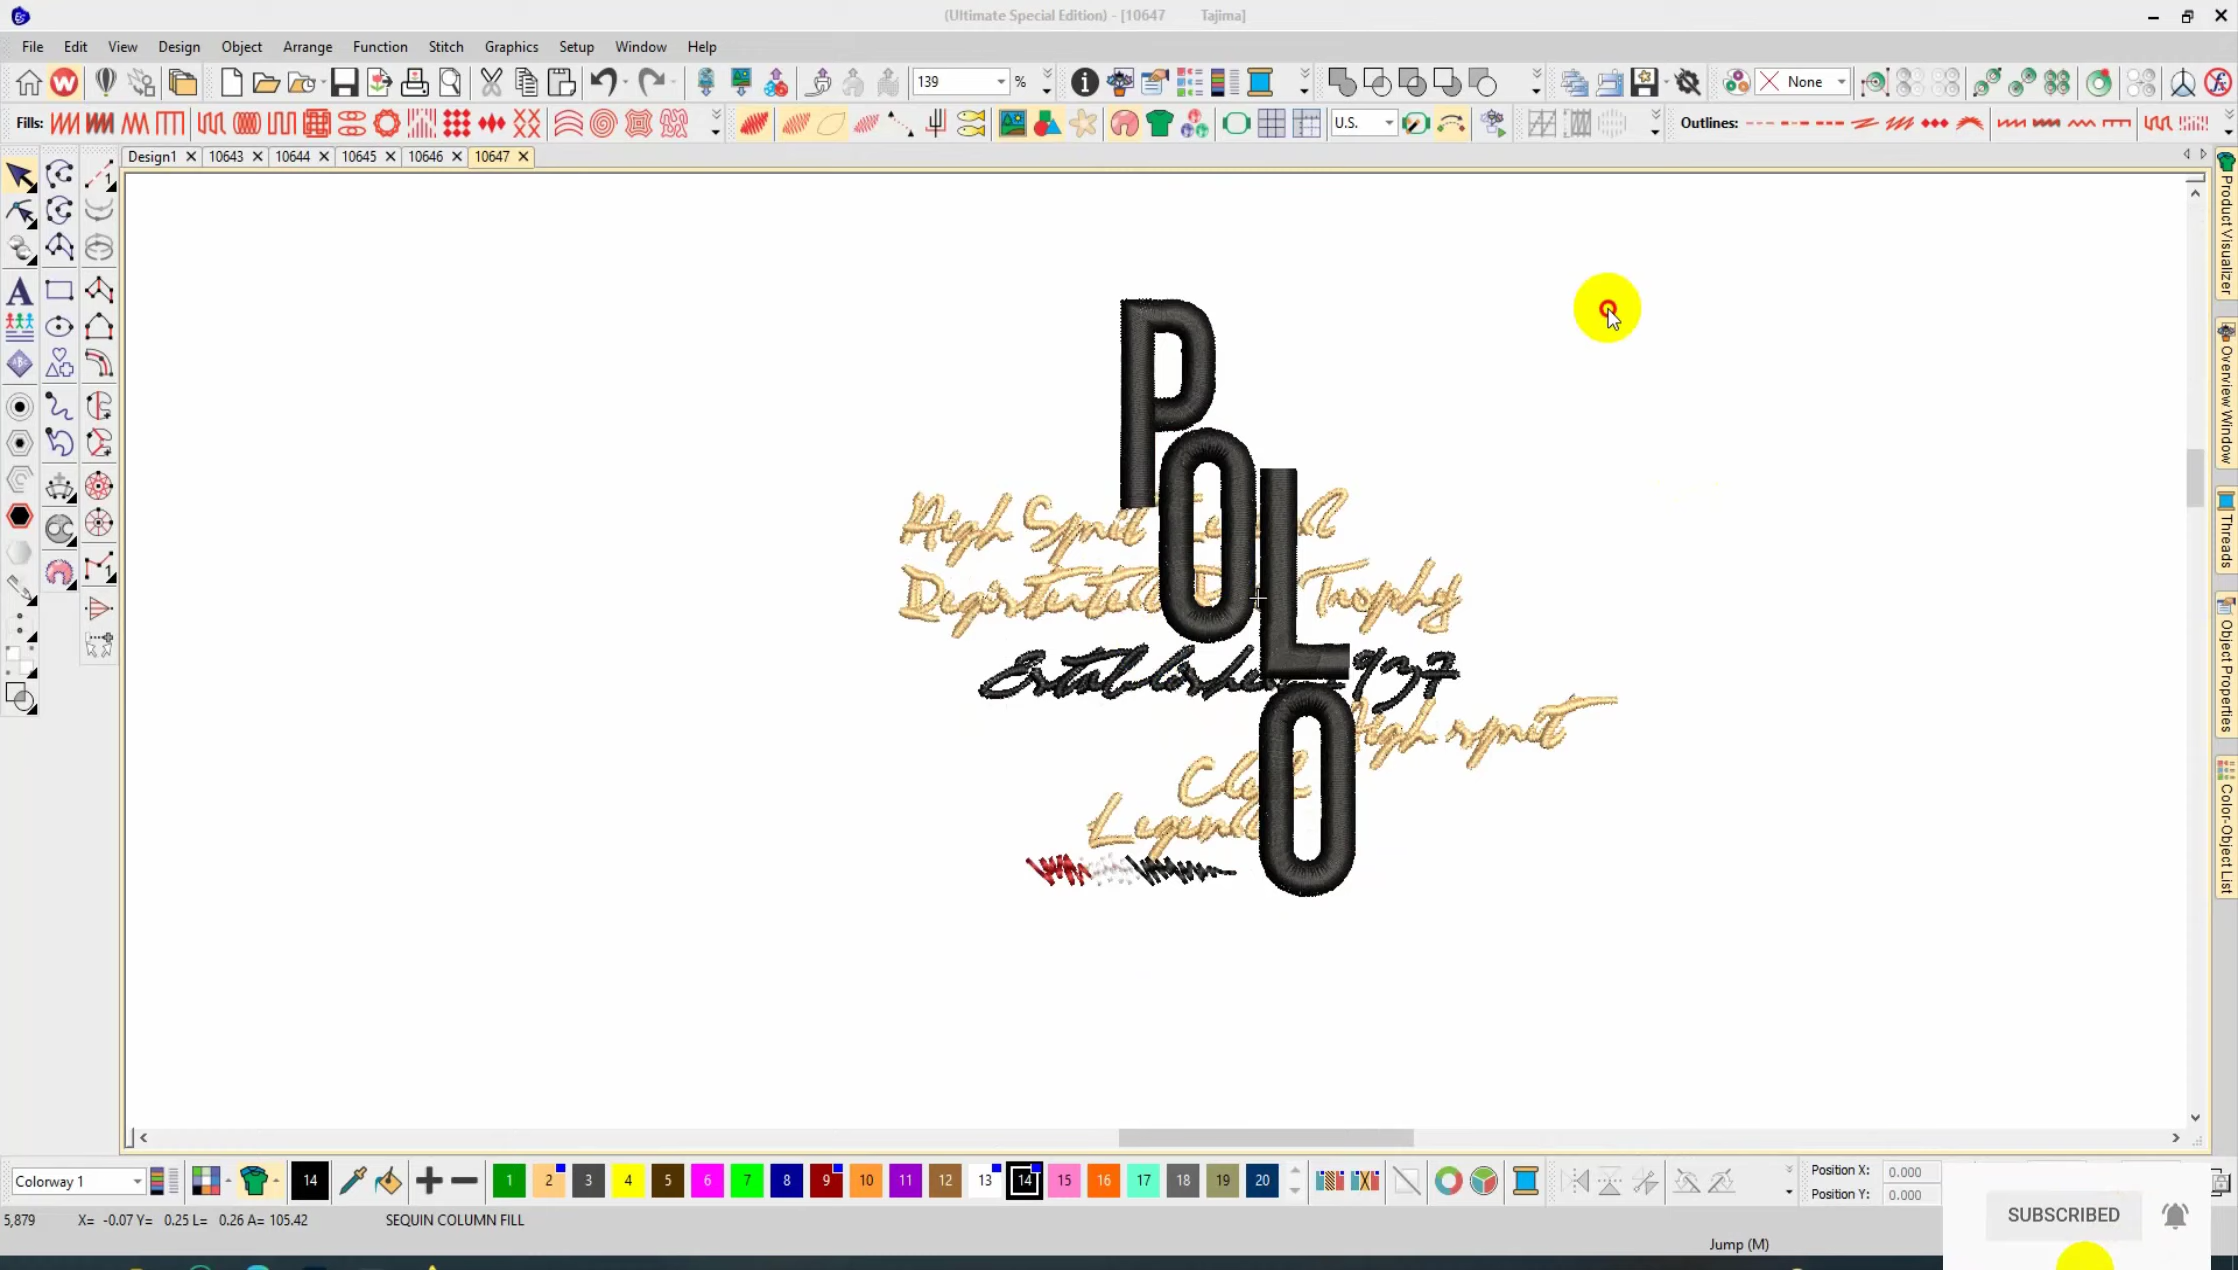 (Ultimate Special Edition) - [10647 Tajima]
File Edit View Design Object Arrange Function Stitch Graphics Setup Window Help
139 %
None
Fills:
U.S.
Outlines:
Design1 10643 10644 10645 10646 10647
Product Visualizer
Overview Window
Threads
Object Properties
Color-Object List
P
O
L
O
High Sprit
Trophy
937
High sprit
Colorway 1
14
1 2 3 4 5 6 7 8 9 10 11 12 13 14 15 16 17 18 19 20
Position X: 0.000
Position Y: 0.000
5,879 X= -0.07 Y= 0.25 L= 0.26 A= 105.42 SEQUIN COLUMN FILL
Jump (M)
SUBSCRIBED